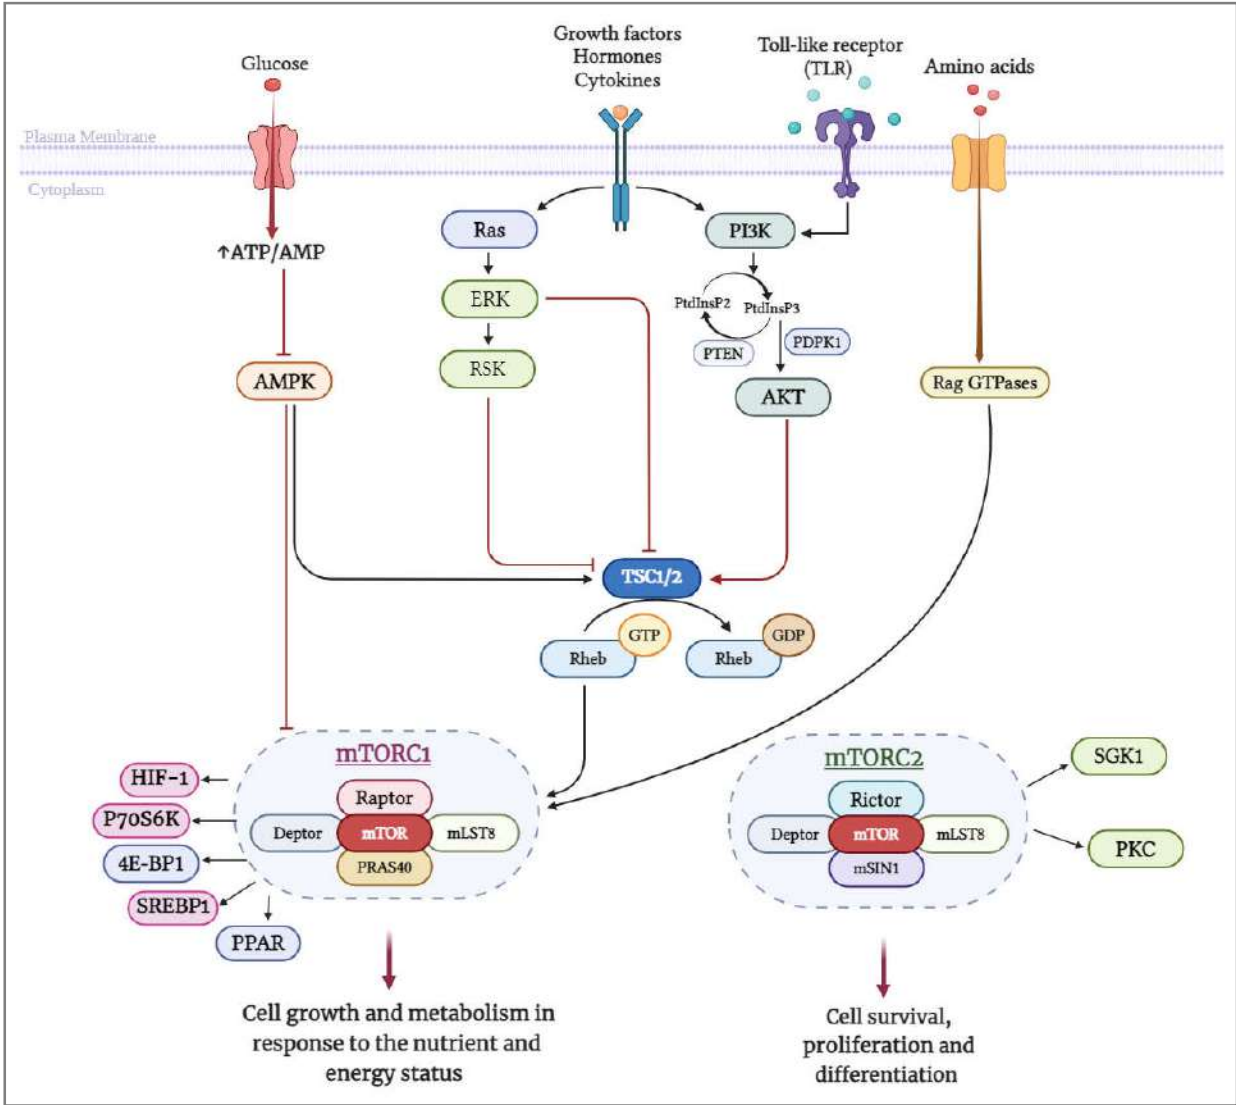 Glucose
Growth factors
Hormones
Cytokines
Toll-like receptor
(TLR)
Amino acids
Plasma Membrane
Cytoplasm
↑ATP/AMP
Ras
PI3K
ERK
PtdInsP2
PtdInsP3
PTEN
PDPK1
RSK
AMPK
AKT
Rag GTPases
TSC1/2
GTP
Rheb
GDP
Rheb
mTORC1
Raptor
Deptor
mTOR
mLST8
PRAS40
HIF-1
P70S6K
4E-BP1
SREBP1
PPAR
mTORC2
Rictor
Deptor
mTOR
mLST8
mSIN1
SGK1
PKC
Cell growth and metabolism in
response to the nutrient and
energy status
Cell survival,
proliferation and
differentiation